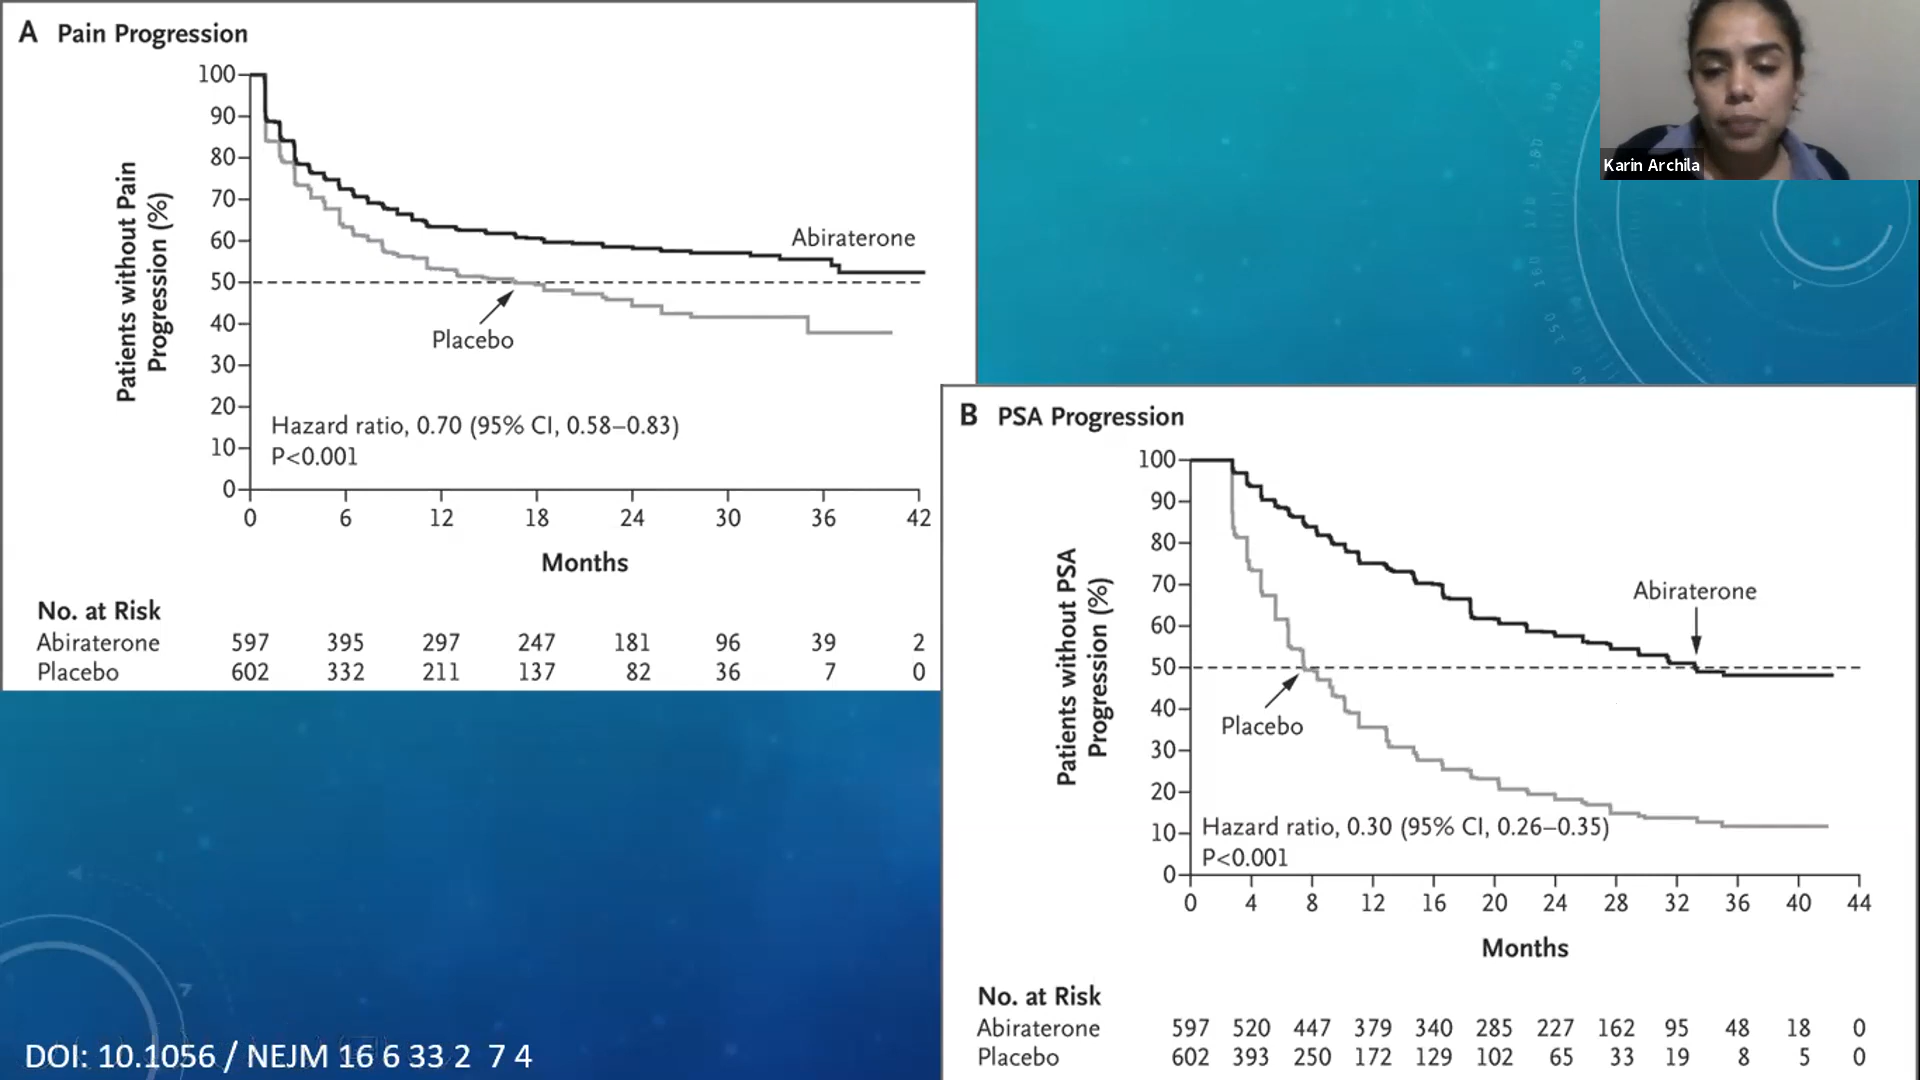 A Pain Progression
Patients without Pain
Progression (%)
100
90
80
70
60
50
40
30
20
10
0
Abiraterone
Placebo
Hazard ratio, 0.70 (95% CI, 0.58–0.83)
P<0.001
0 6 12 18 24 30 36 42
Months
No. at Risk
Abiraterone 597 395 297 247 181 96 39 2
Placebo 602 332 211 137 82 36 7 0
Karin Archila
B PSA Progression
Patients without PSA
Progression (%)
100
90
80
70
60
50
40
30
20
10
0
Abiraterone
Placebo
Hazard ratio, 0.30 (95% CI, 0.26–0.35)
P<0.001
0 4 8 12 16 20 24 28 32 36 40 44
Months
No. at Risk
Abiraterone 597 520 447 379 340 285 227 162 95 48 18 0
Placebo 602 393 250 172 129 102 65 33 19 8 5 0
DOI: 10.1056 / NEJM 16 6 33 2 7 4